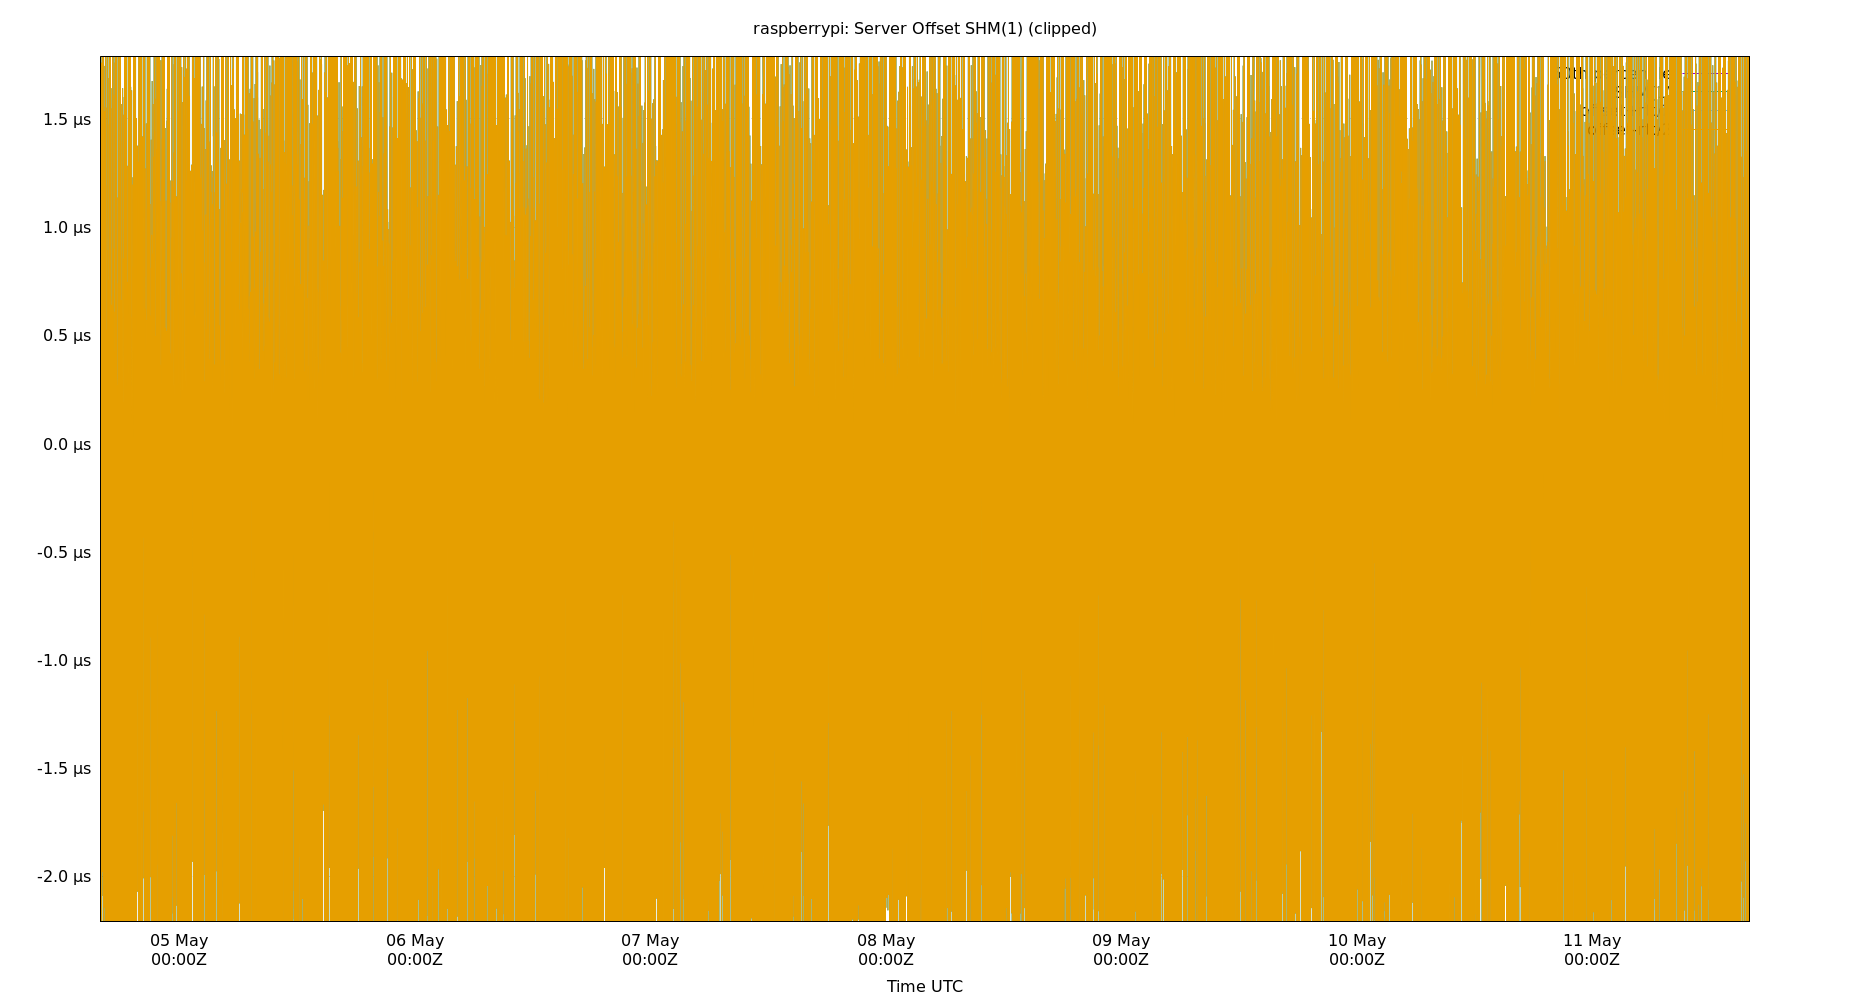 raspberrypi: Server Offset SHM(1) (clipped)
1.5 µs
1.0 µs
0.5 µs
0.0 µs
-0.5 µs
-1.0 µs
-1.5 µs
-2.0 µs
05 May 06 May 07 May 08 May 09 May 10 May 11 May
00:00Z 00:00Z 00:00Z 00:00Z 00:00Z 00:00Z 00:00Z
Time UTC